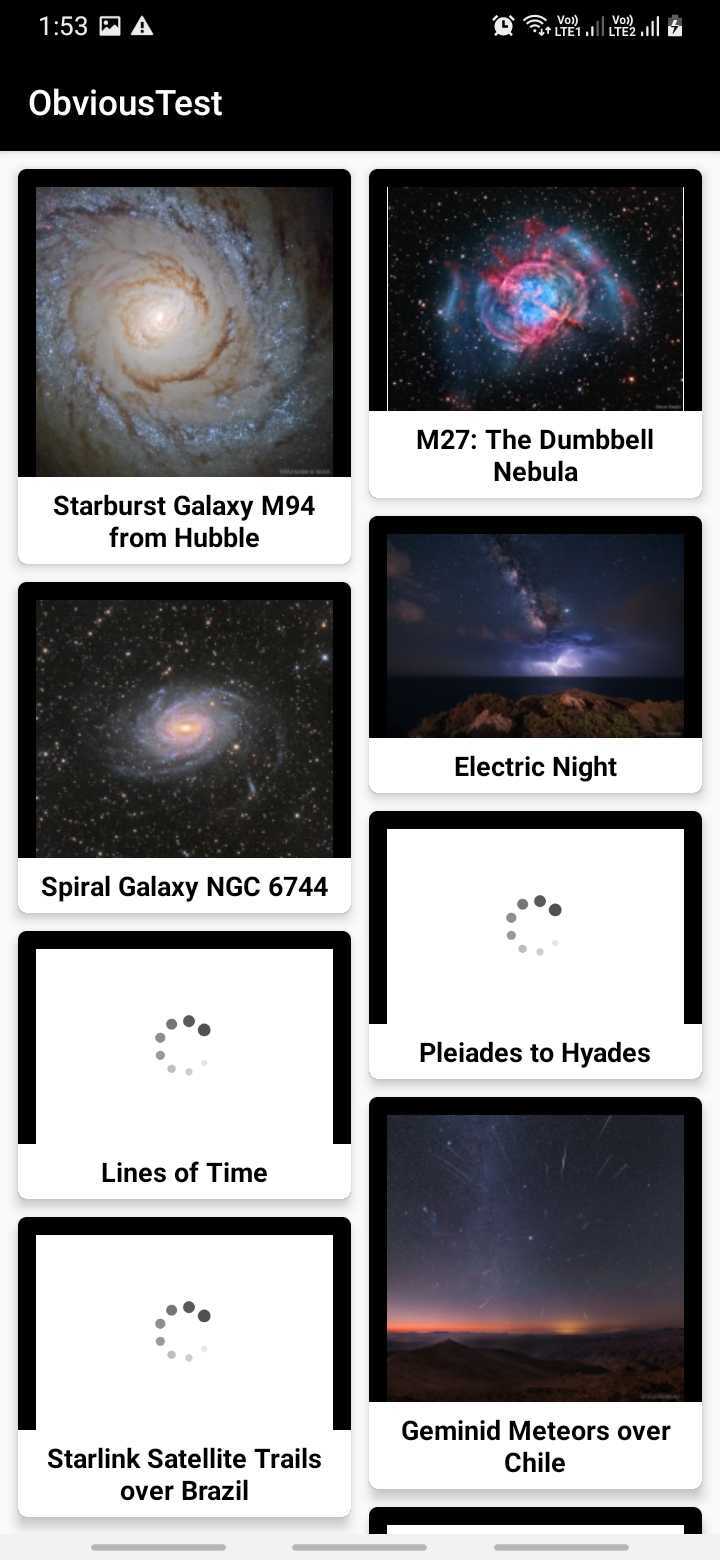 1:53
Vo)) LTE1
Vo)) LTE2
ObviousTest
Starburst Galaxy M94
from Hubble
M27: The Dumbbell
Nebula
Spiral Galaxy NGC 6744
Electric Night
Lines of Time
Pleiades to Hyades
Starlink Satellite Trails
over Brazil
Geminid Meteors over
Chile